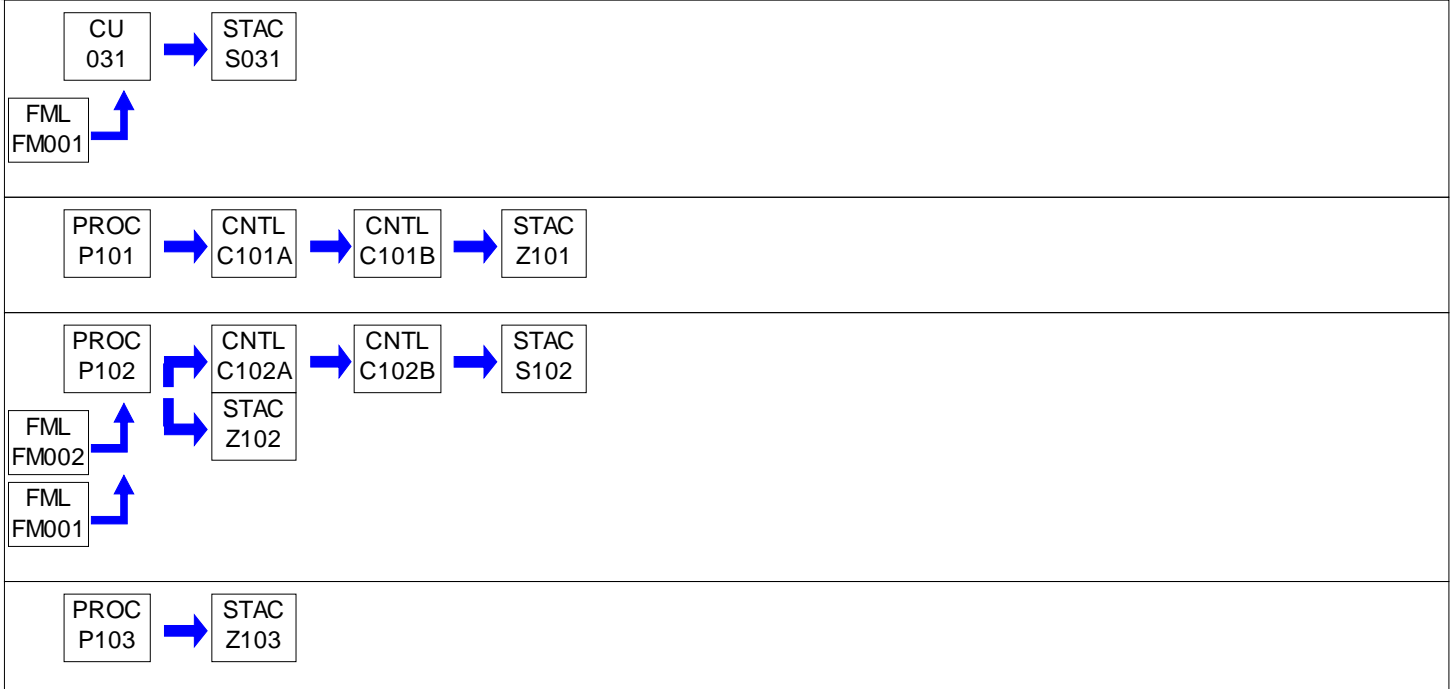 CU
031
STAC
S031
FML
FM001
PROC
P101
CNTL
C101A
CNTL
C101B
STAC
Z101
PROC
P102
CNTL
C102A
CNTL
C102B
STAC
S102
STAC
Z102
FML
FM002
FML
FM001
PROC
P103
STAC
Z103